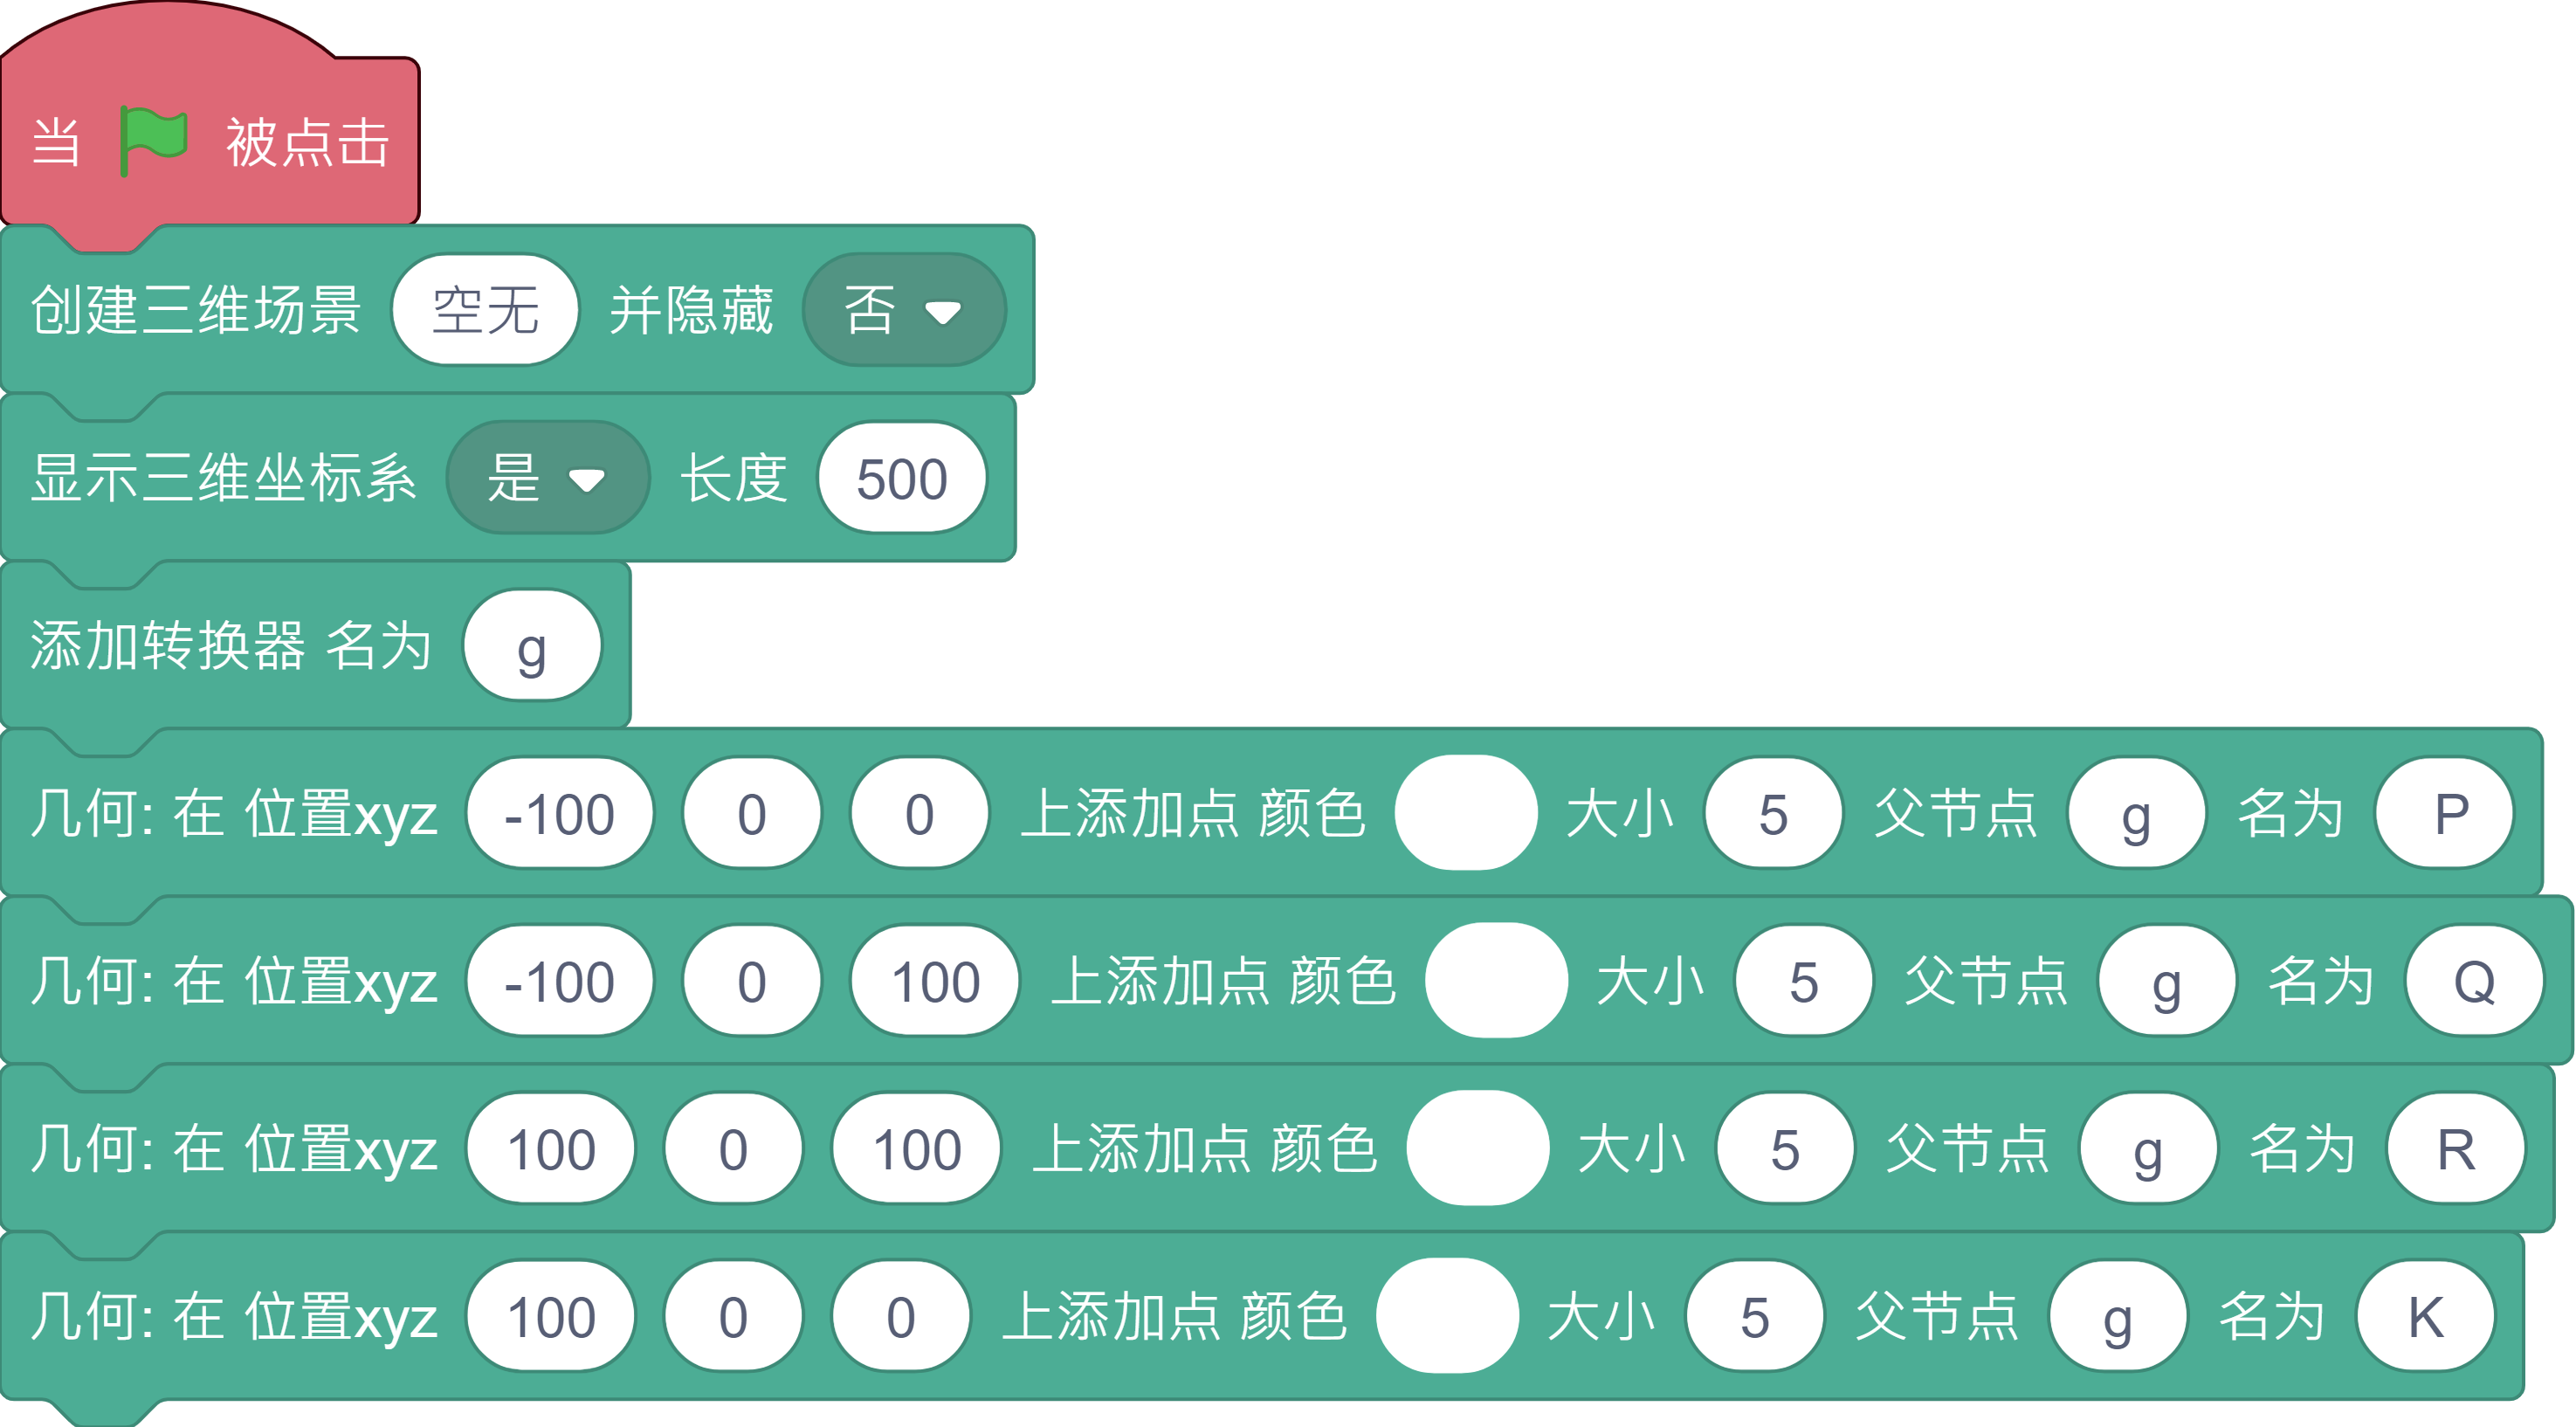 当 被点击
创建三维场景 空无 并隐藏 否
显示三维坐标系 是 长度 500
添加转换器 名为 g
几何: 在 位置xyz -100 0 0 上添加点 颜色 大小 5 父节点 g 名为 P
几何: 在 位置xyz -100 0 100 上添加点 颜色 大小 5 父节点 g 名为 Q
几何: 在 位置xyz 100 0 100 上添加点 颜色 大小 5 父节点 g 名为 R
几何: 在 位置xyz 100 0 0 上添加点 颜色 大小 5 父节点 g 名为 K